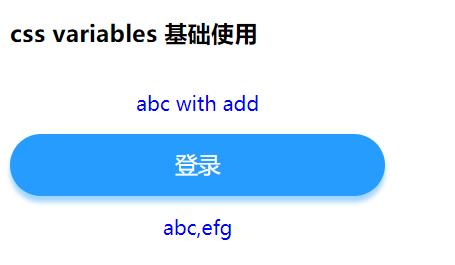 css variables 基础使用
abc with add
登录
abc,efg